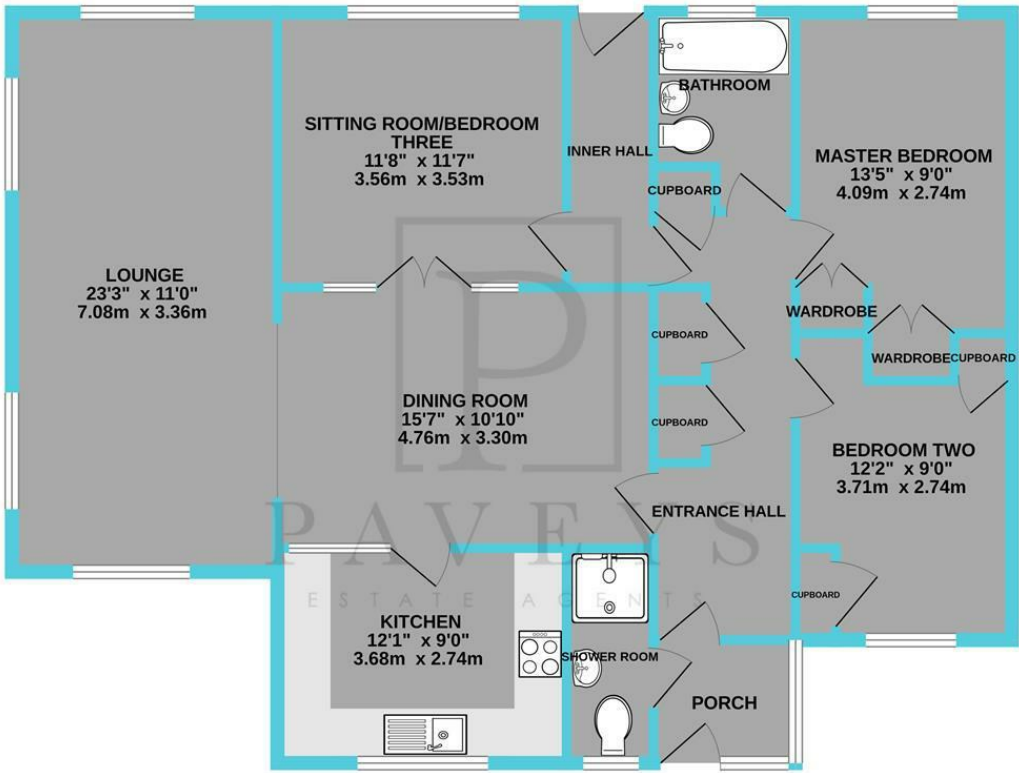 LOUNGE
23'3" x 11'0"
7.08m x 3.36m
SITTING ROOM/BEDROOM
THREE
11'8" x 11'7"
3.56m x 3.53m
INNER HALL
BATHROOM
CUPBOARD
MASTER BEDROOM
13'5" x 9'0"
4.09m x 2.74m
WARDROBE
WARDROBE
CUPBOARD
CUPBOARD
CUPBOARD
DINING ROOM
15'7" x 10'10"
4.76m x 3.30m
BEDROOM TWO
12'2" x 9'0"
3.71m x 2.74m
ENTRANCE HALL
CUPBOARD
KITCHEN
12'1" x 9'0"
3.68m x 2.74m
SHOWER ROOM
PORCH
P
PAVEYS
ESTATE AGENTS